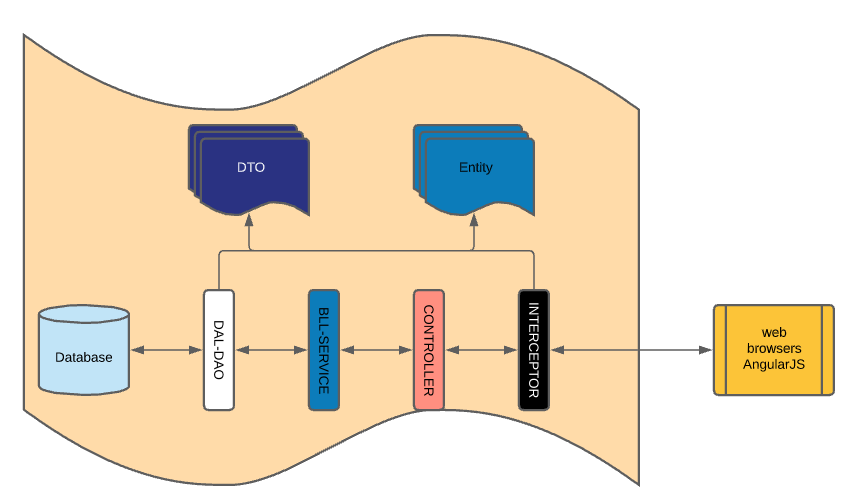 DTO
Entity
Database
DAL-DAO
BLL-SERVICE
CONTROLLER
INTERCEPTOR
web
browsers
AngularJS